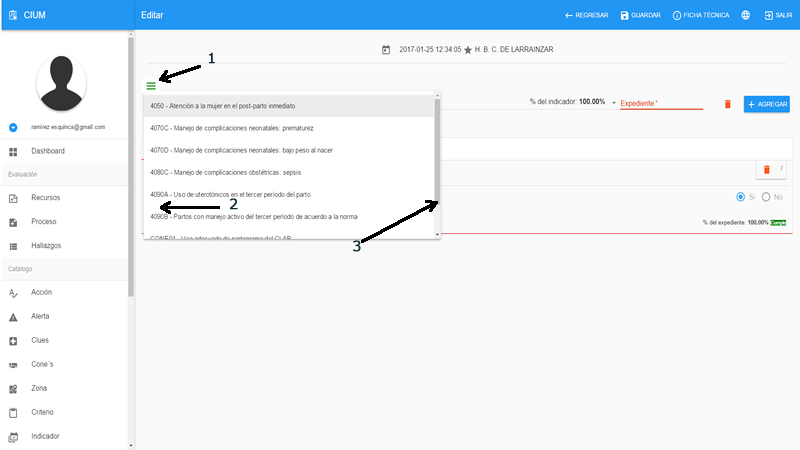 CIUM
Editar
REGRESAR
GUARDAR
FICHA TÉCNICA
SALIR
2017-01-25 12:34:05 H. B. C. DE LARRAINZAR
1
% del indicador: 100.00%
Expediente *
AGREGAR
4050 - Atención a la mujer en el post-parto inmediato
4070C - Manejo de complicaciones neonatales: prematurez
4070D - Manejo de complicaciones neonatales: bajo peso al nacer
4080C - Manejo de complicaciones obstétricas: sepsis
4090A - Uso de uterotónicos en el tercer período del parto
4090B - Partos con manejo activo del tercer período de acuerdo a la norma
CONE01 - Uso adecuado de partograma del CLAP
2
3
/
Si
No
% del expediente: 100.00% Cumple
ramirez.esquinca@gmail.com
Dashboard
Evaluación
Recursos
Proceso
Hallazgos
Catálogo
Acción
Alerta
Clues
Cone´s
Zona
Criterio
Indicador